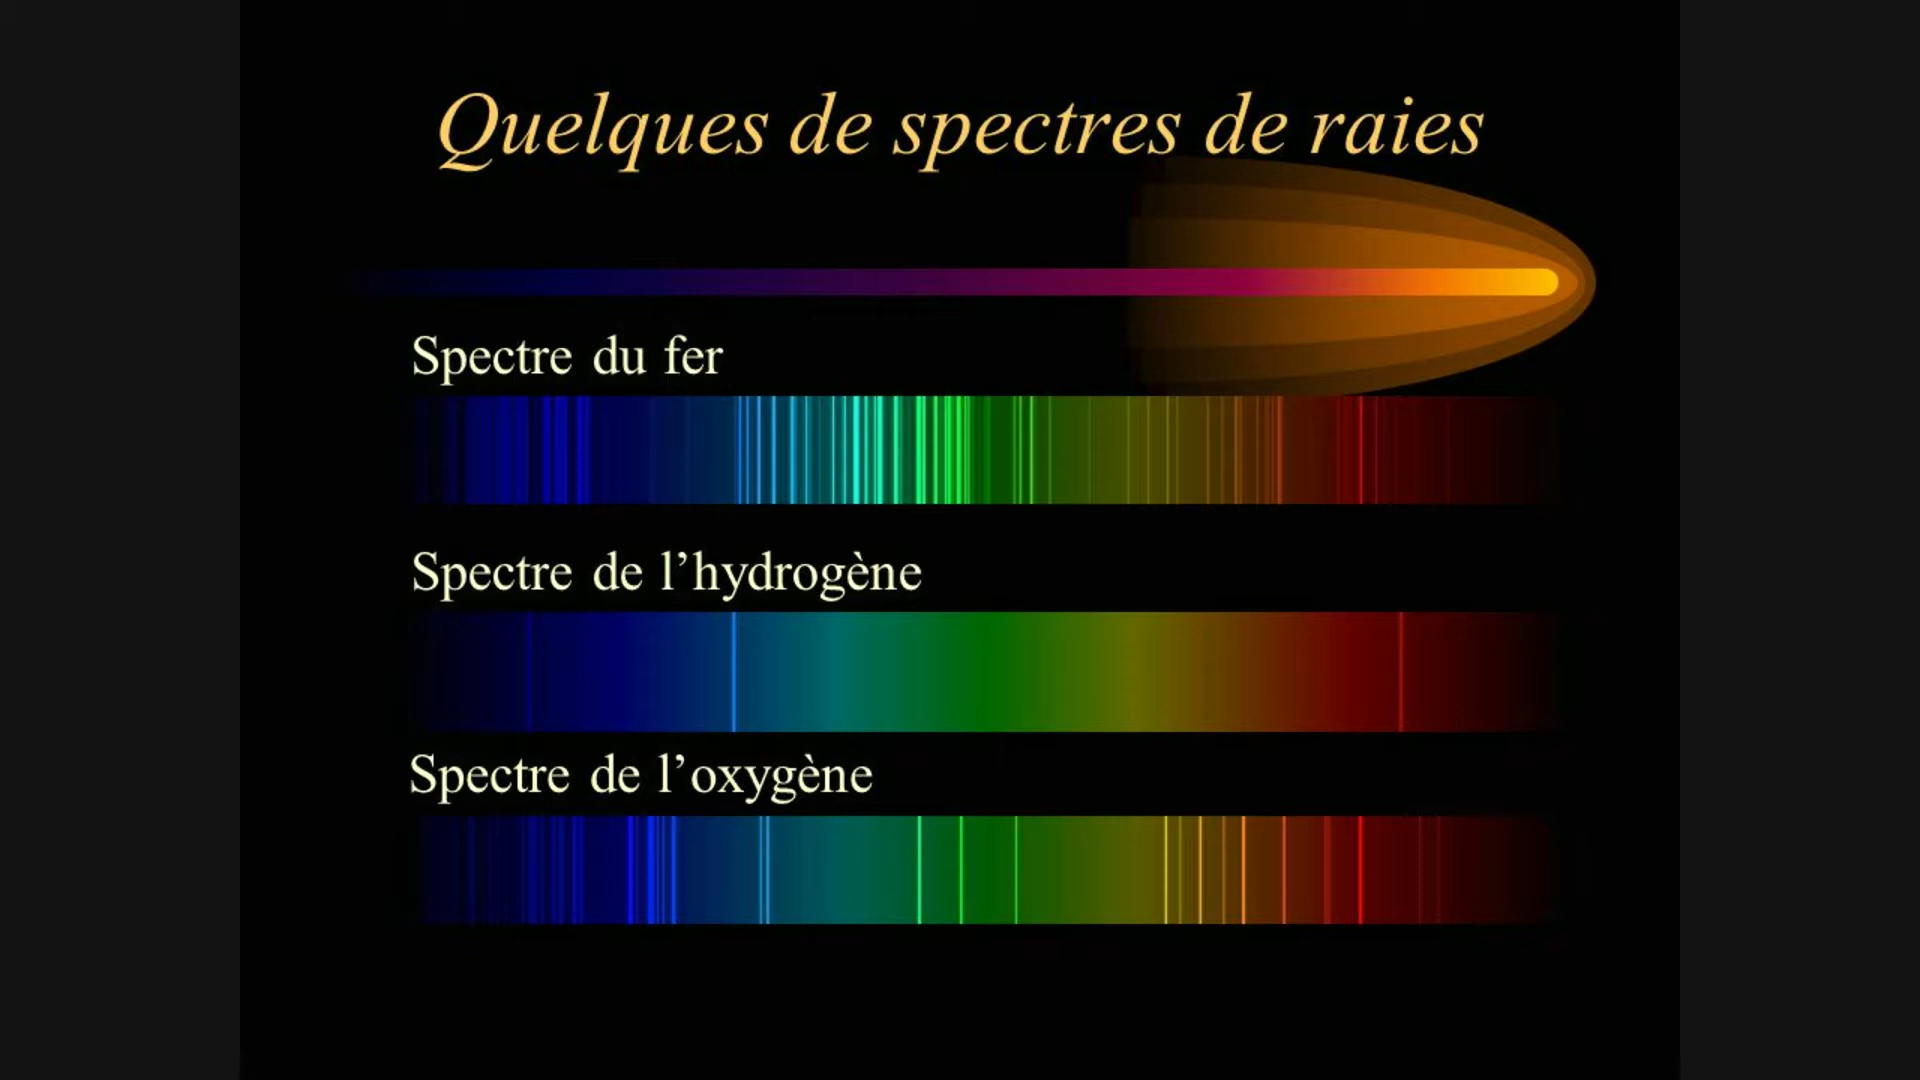 Quelques de spectres de raies
Spectre du fer
Spectre de l’hydrogène
Spectre de l’oxygène